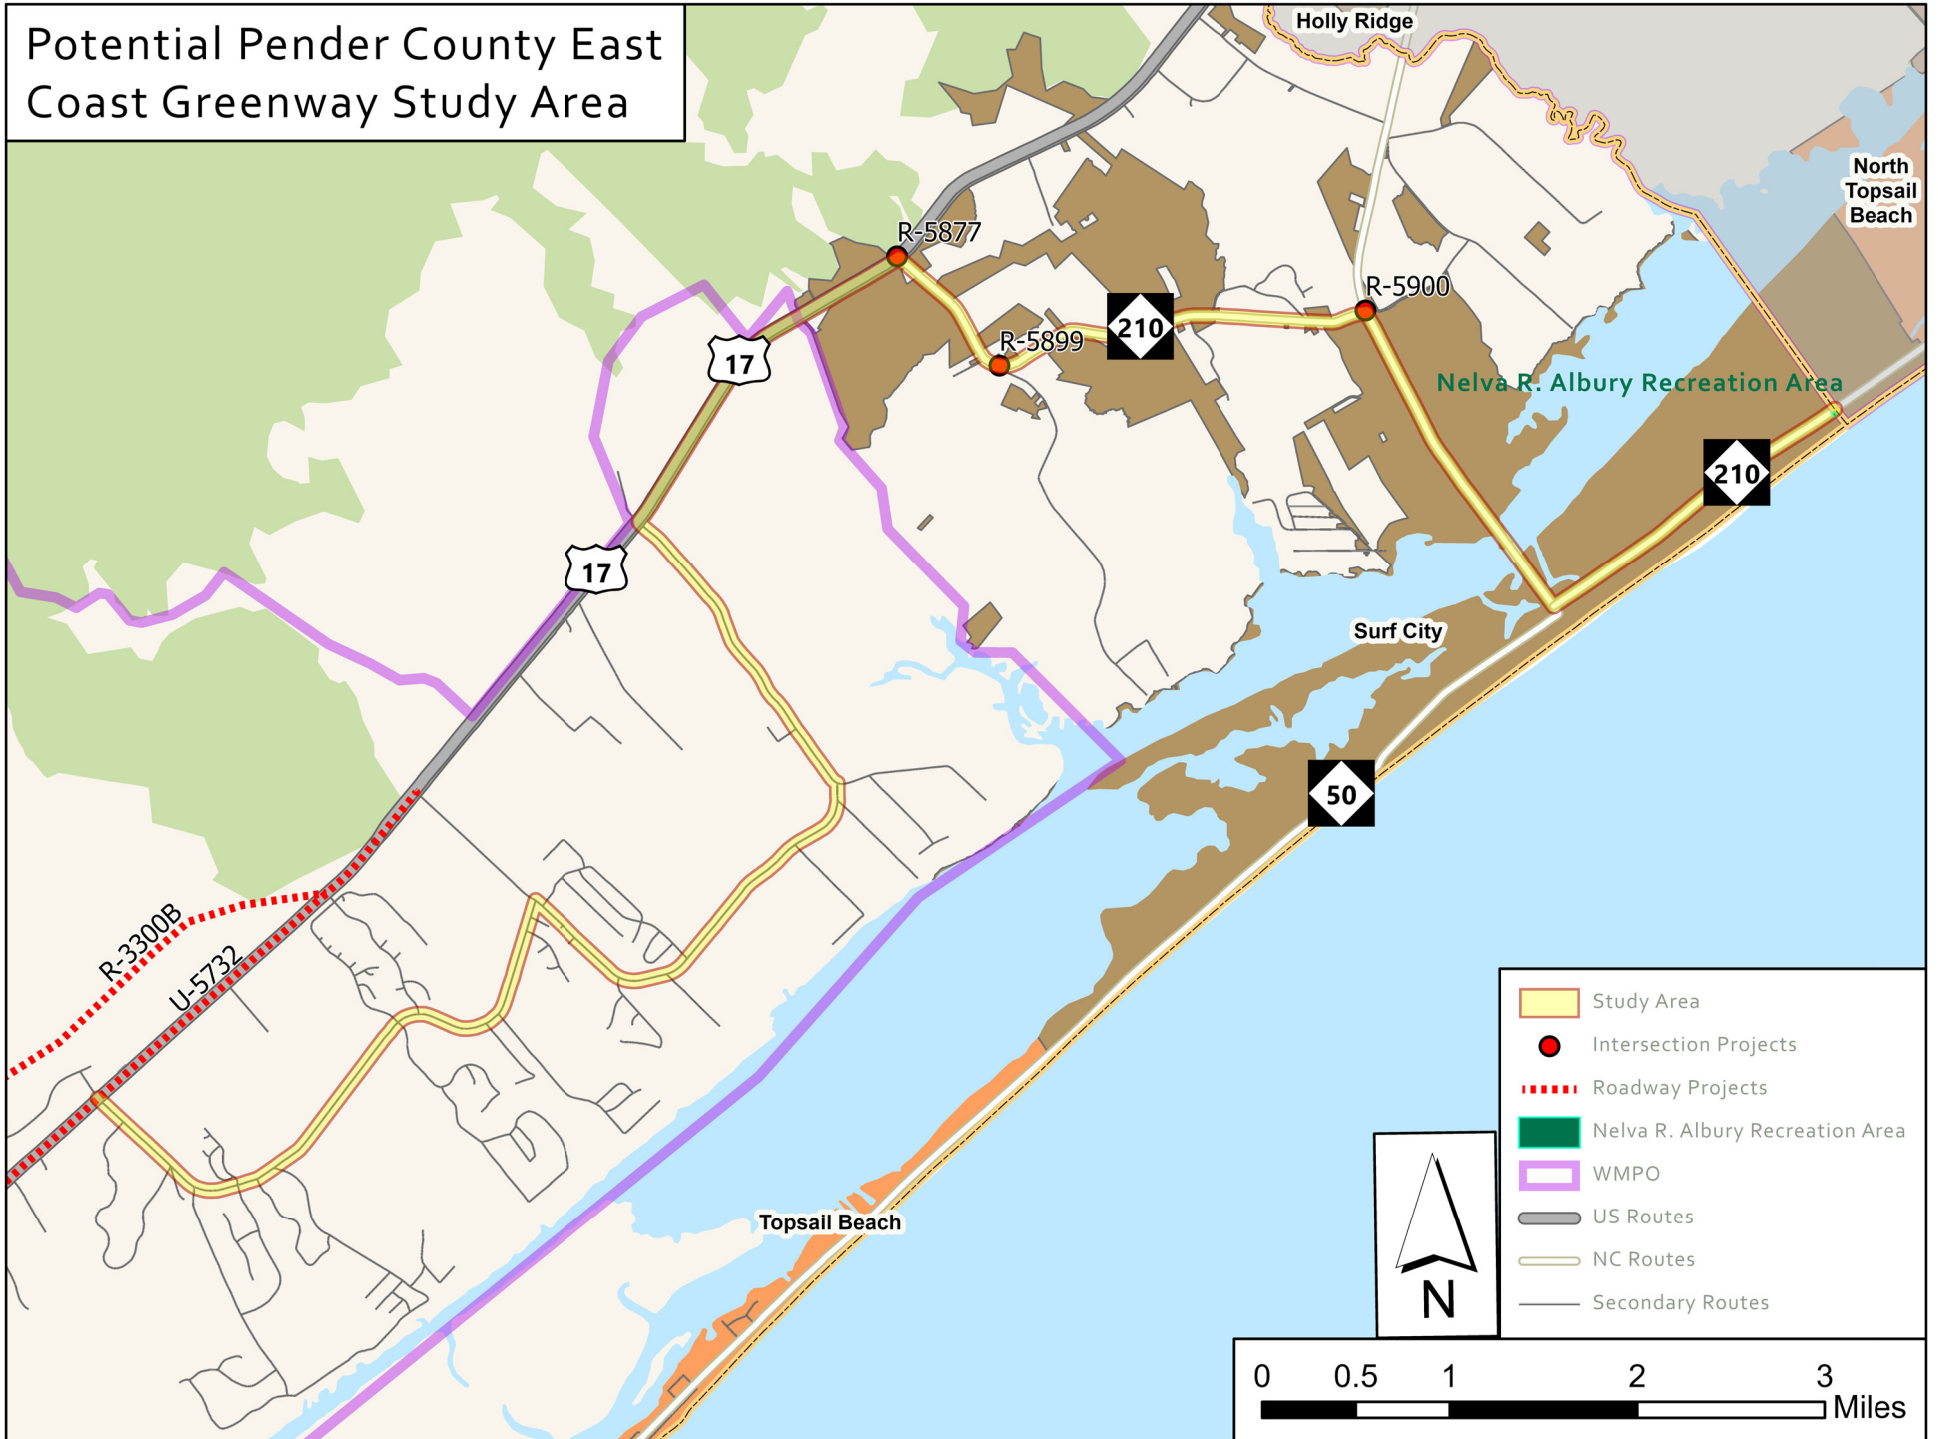 Potential Pender County East
Coast Greenway Study Area
Holly Ridge
North
Topsail
Beach
R-5877
R-5900
R-5899
210
17
Nelva R. Albury Recreation Area
210
17
Surf City
50
R-3300B
U-5732
Topsail Beach
Study Area
Intersection Projects
Roadway Projects
Nelva R. Albury Recreation Area
WMPO
US Routes
NC Routes
Secondary Routes
N
0 0.5 1 2 3
Miles